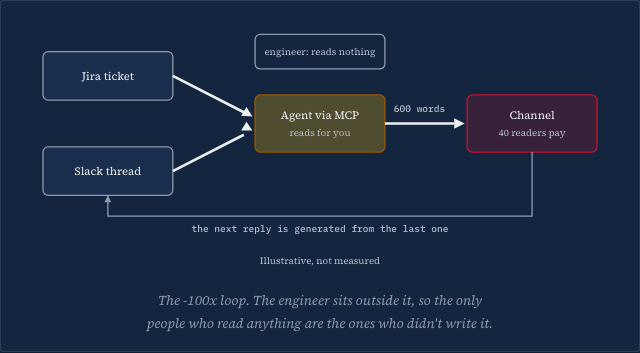 engineer: reads nothing
Jira ticket
Agent via MCP
reads for you
600 words
Channel
40 readers pay
Slack thread
the next reply is generated from the last one
Illustrative, not measured
The -100x loop. The engineer sits outside it, so the only
people who read anything are the ones who didn't write it.